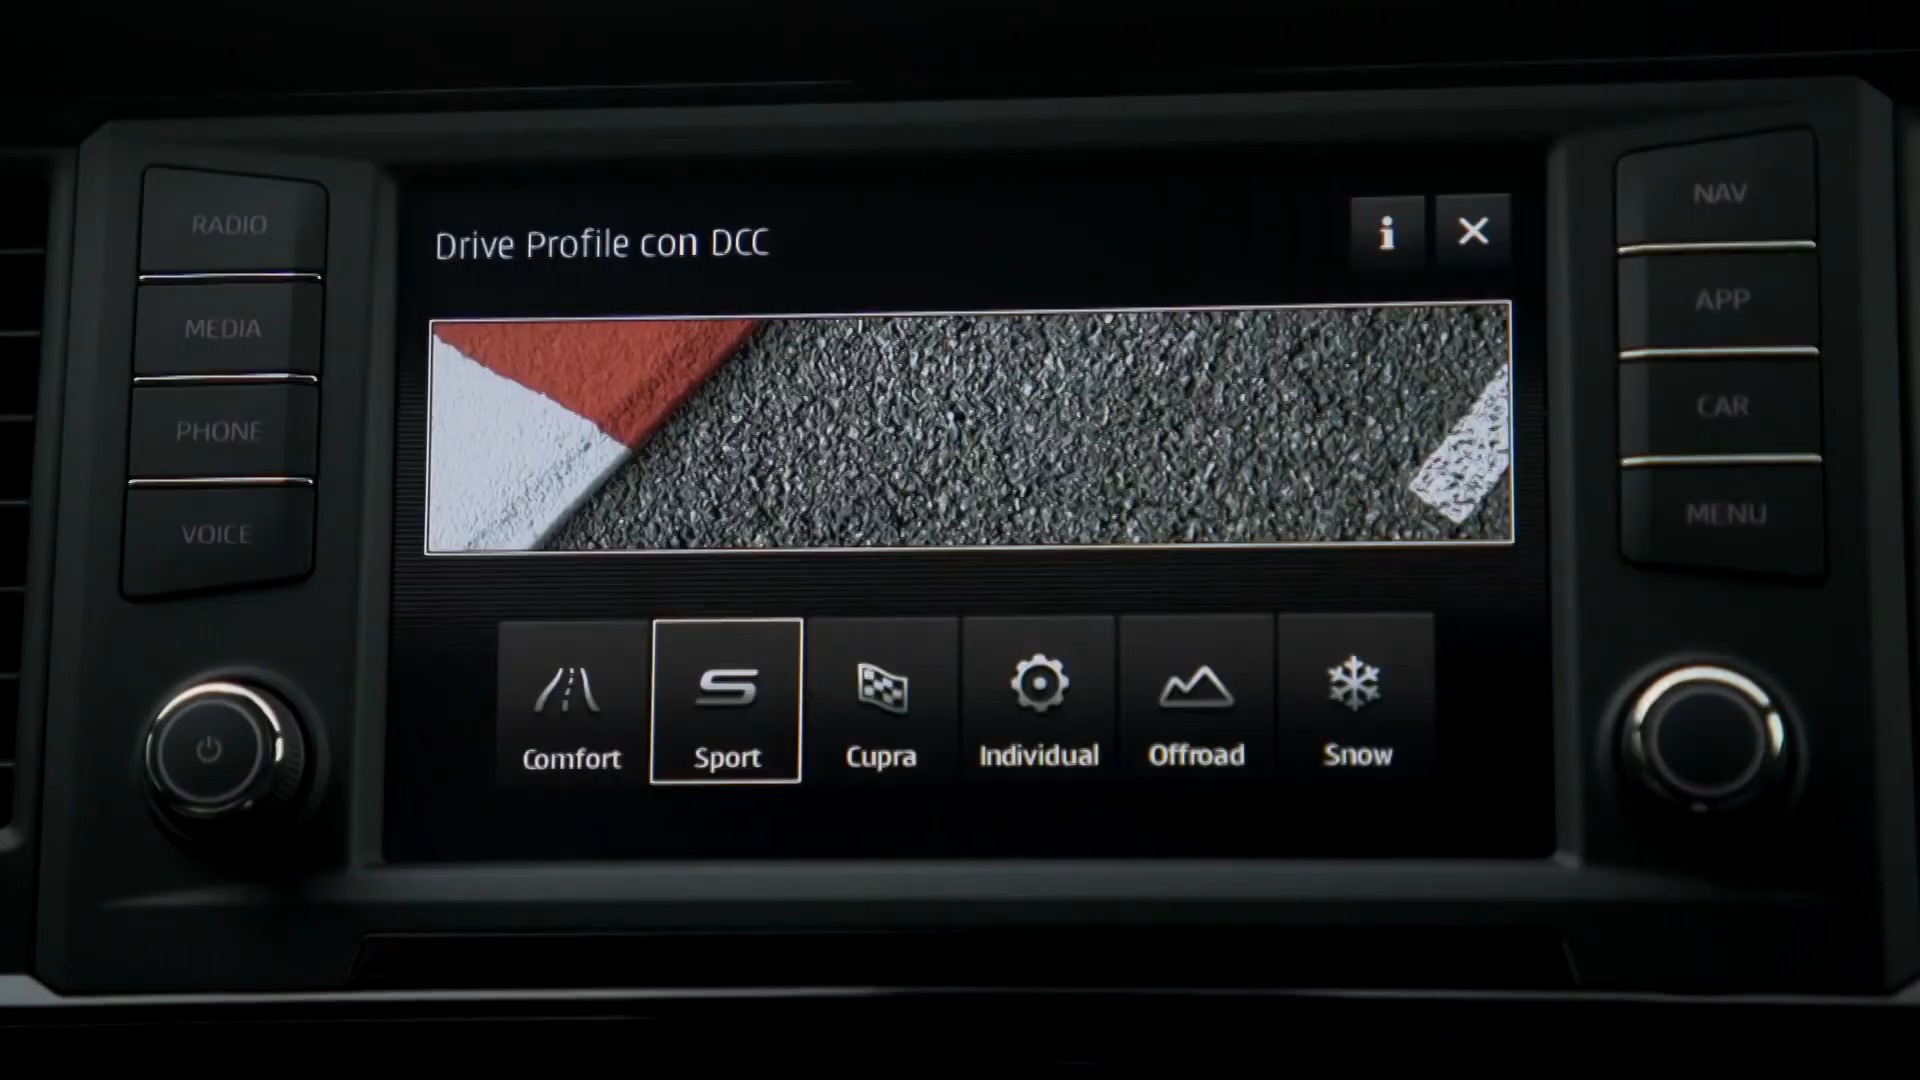 RADIO
MEDIA
PHONE
VOICE
Drive Profile con DCC
i
NAV
APP
CAR
MENU
S
Comfort
Sport
Cupra
Individual
Offroad
Snow